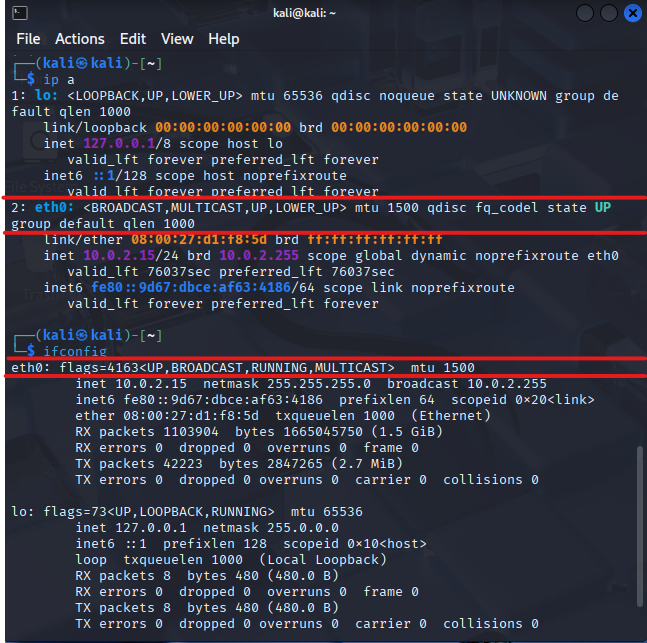 kali@kali: ~
File Actions Edit View Help
┌──(kali㉿kali)-[~]
└─$ ip a
1: lo: <LOOPBACK,UP,LOWER_UP> mtu 65536 qdisc noqueue state UNKNOWN group de
fault qlen 1000
link/loopback 00:00:00:00:00:00 brd 00:00:00:00:00:00
inet 127.0.0.1/8 scope host lo
valid_lft forever preferred_lft forever
inet6 ::1/128 scope host noprefixroute
valid_lft forever preferred_lft forever
2: eth0: <BROADCAST,MULTICAST,UP,LOWER_UP> mtu 1500 qdisc fq_codel state UP
group default qlen 1000
link/ether 08:00:27:d1:f8:5d brd ff:ff:ff:ff:ff:ff
inet 10.0.2.15/24 brd 10.0.2.255 scope global dynamic noprefixroute eth0
valid_lft 76037sec preferred_lft 76037sec
inet6 fe80::9d67:dbce:af63:4186/64 scope link noprefixroute
valid_lft forever preferred_lft forever
┌──(kali㉿kali)-[~]
└─$ ifconfig
eth0: flags=4163<UP,BROADCAST,RUNNING,MULTICAST>  mtu 1500
inet 10.0.2.15  netmask 255.255.255.0  broadcast 10.0.2.255
inet6 fe80::9d67:dbce:af63:4186  prefixlen 64  scopeid 0×20<link>
ether 08:00:27:d1:f8:5d  txqueuelen 1000  (Ethernet)
RX packets 1103904  bytes 1665045750 (1.5 GiB)
RX errors 0  dropped 0  overruns 0  frame 0
TX packets 42223  bytes 2847265 (2.7 MiB)
TX errors 0  dropped 0 overruns 0  carrier 0  collisions 0
lo: flags=73<UP,LOOPBACK,RUNNING>  mtu 65536
inet 127.0.0.1  netmask 255.0.0.0
inet6 ::1  prefixlen 128  scopeid 0×10<host>
loop  txqueuelen 1000  (Local Loopback)
RX packets 8  bytes 480 (480.0 B)
RX errors 0  dropped 0  overruns 0  frame 0
TX packets 8  bytes 480 (480.0 B)
TX errors 0  dropped 0 overruns 0  carrier 0  collisions 0